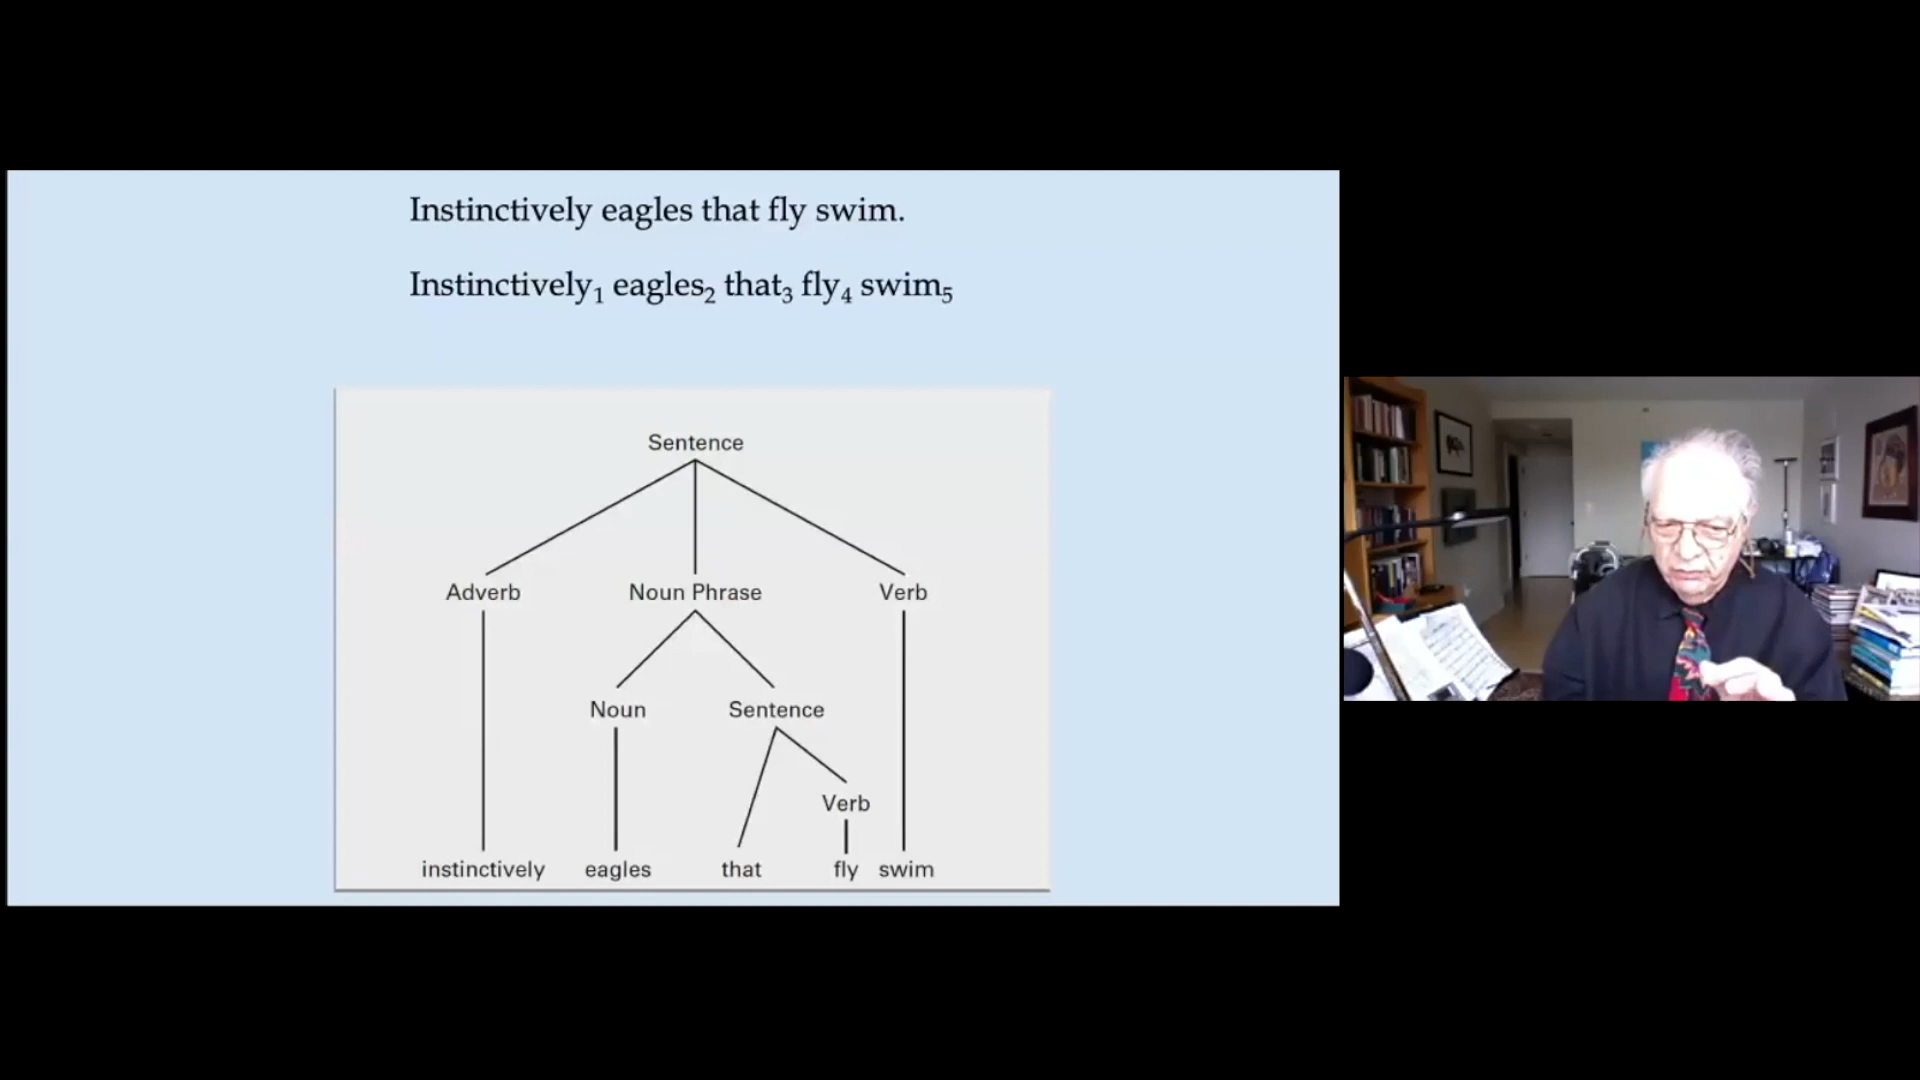 Instinctively eagles that fly swim.
Instinctively₁ eagles₂ that₃ fly₄ swim₅
Sentence
Adverb Noun Phrase Verb
Noun Sentence
Verb
instinctively eagles that fly swim